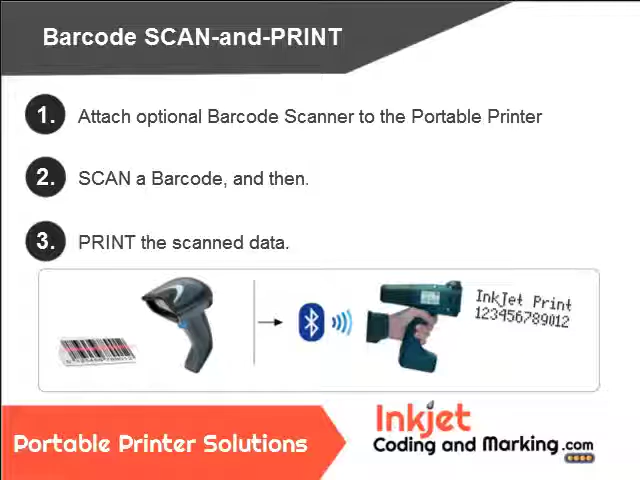 Barcode SCAN-and-PRINT
1. Attach optional Barcode Scanner to the Portable Printer
2. SCAN a Barcode, and then.
3. PRINT the scanned data.
InkJet Print
123456789012
Portable Printer Solutions
Inkjet
Coding and Marking.com